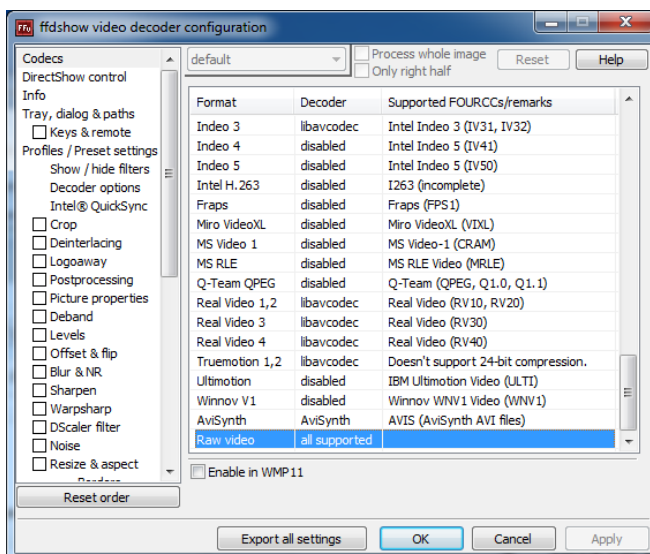 ffdshow video decoder configuration
Codecs
DirectShow control
Info
Tray, dialog & paths
Keys & remote
Profiles / Preset settings
Show / hide filters
Decoder options
Intel® QuickSync
Crop
Deinterlacing
Logoaway
Postprocessing
Picture properties
Deband
Levels
Offset & flip
Blur & NR
Sharpen
Warpsharp
DScaler filter
Noise
Resize & aspect
Borders
Reset order
default
Process whole image
Only right half
Reset
Help
Format Decoder Supported FOURCCs/remarks
Indeo 3 libavcodec Intel Indeo 3 (IV31, IV32)
Indeo 4 disabled Intel Indeo 5 (IV41)
Indeo 5 disabled Intel Indeo 5 (IV50)
Intel H.263 disabled I263 (incomplete)
Fraps disabled Fraps (FPS1)
Miro VideoXL disabled Miro VideoXL (VIXL)
MS Video 1 disabled MS Video-1 (CRAM)
MS RLE disabled MS RLE Video (MRLE)
Q-Team QPEG disabled Q-Team (QPEG, Q1.0, Q1.1)
Real Video 1,2 libavcodec Real Video (RV10, RV20)
Real Video 3 libavcodec Real Video (RV30)
Real Video 4 libavcodec Real Video (RV40)
Truemotion 1,2 libavcodec Doesn't support 24-bit compression.
Ultimotion disabled IBM Ultimotion Video (ULTI)
Winnov V1 disabled Winnov WNV1 Video (WNV1)
AviSynth AviSynth AVIS (AviSynth AVI files)
Raw video all supported
Enable in WMP11
Export all settings
OK
Cancel
Apply